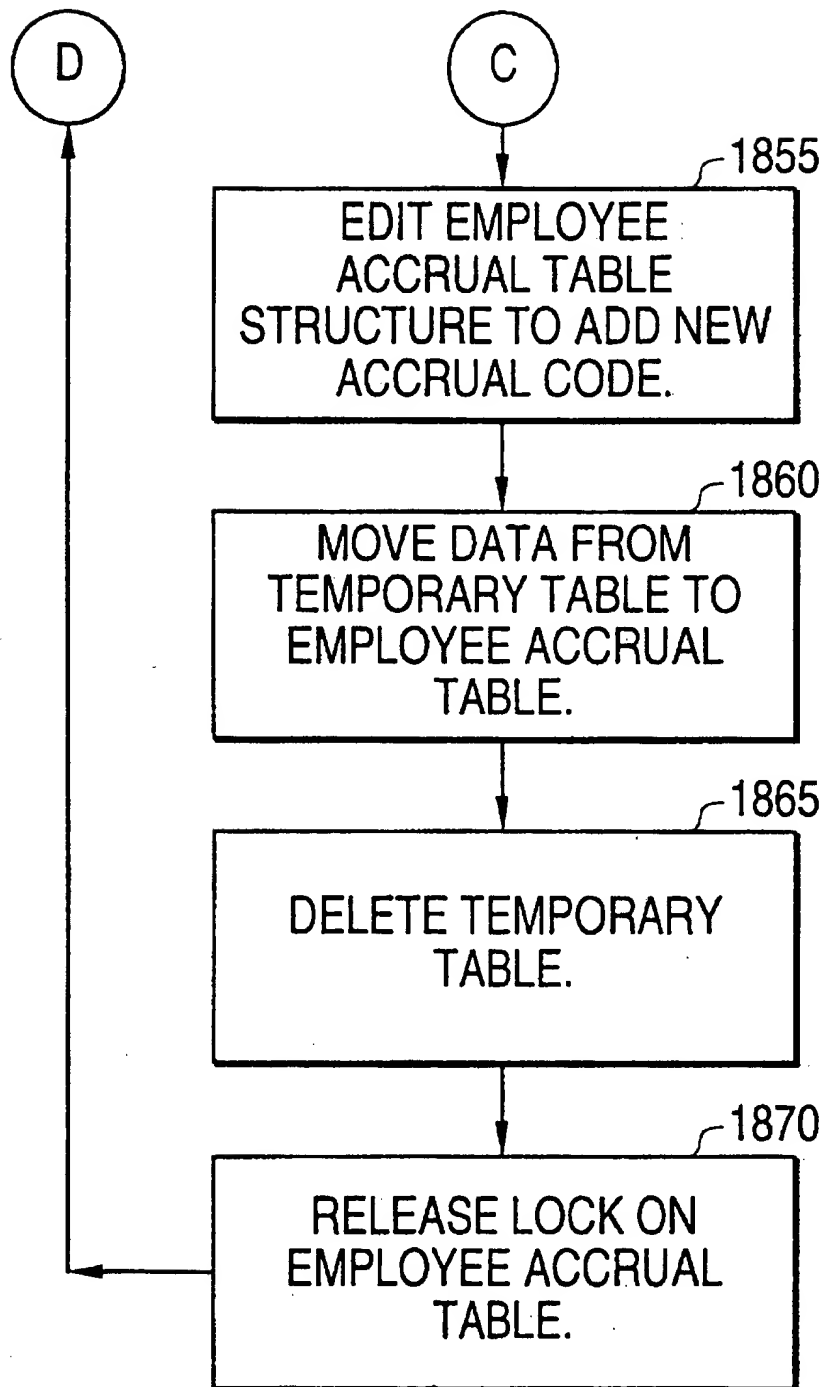 D
C
1855
EDIT EMPLOYEE
ACCRUAL TABLE
STRUCTURE TO ADD NEW
ACCRUAL CODE.
1860
MOVE DATA FROM
TEMPORARY TABLE TO
EMPLOYEE ACCRUAL
TABLE.
1865
DELETE TEMPORARY
TABLE.
1870
RELEASE LOCK ON
EMPLOYEE ACCRUAL
TABLE.